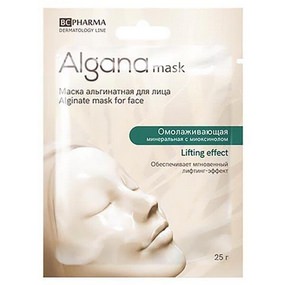 BC PHARMA
DERMATOLOGY LINE
Algana mask
Маска альгинатная для лица
Alginate mask for face
Омолаживающая
минеральная с миоксинолом
Lifting effect
Обеспечивает мгновенный
лифтинг-эффект
25 г